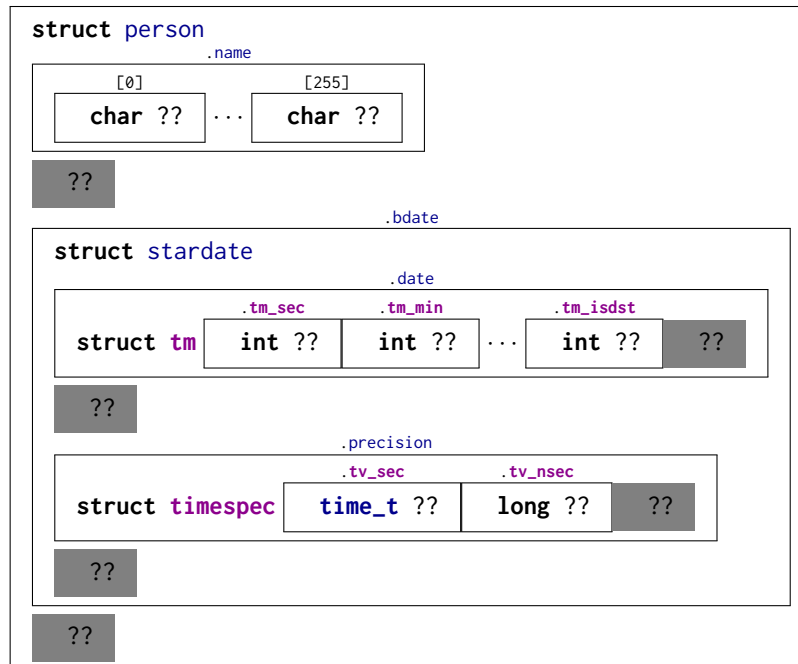 struct person
.name
[0] [255]
char ?? ... char ??
??
.bdate
struct stardate
.date
.tm_sec .tm_min .tm_isdst
struct tm int ?? int ?? ... int ?? ??
??
.precision
.tv_sec .tv_nsec
struct timespec time_t ?? long ?? ??
??
??